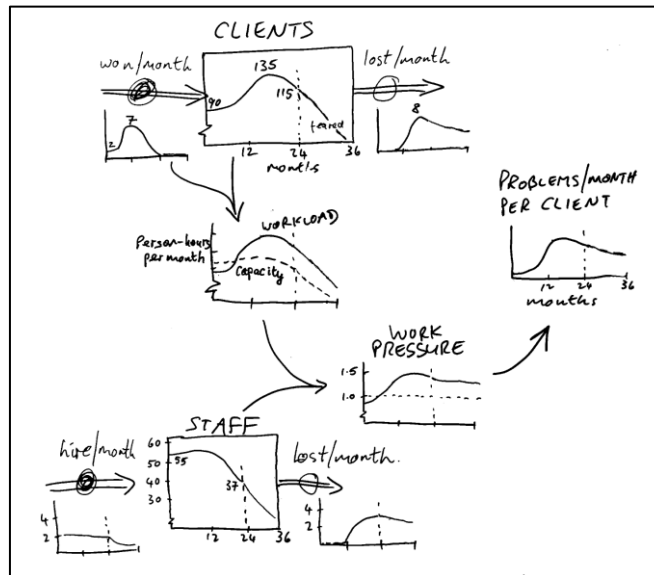 CLIENTS
won/month
lost/month
135
90
115
feared
12 24 36
months
2 7
8
PROBLEMS/MONTH
PER CLIENT
12 24 36
months
WORKLOAD
Person-hours
per month
Capacity
WORK
PRESSURE
1.5
1.0
STAFF
hire/month
lost/month.
60
50
40
30
55
37
12 24 36
4
2
4
2